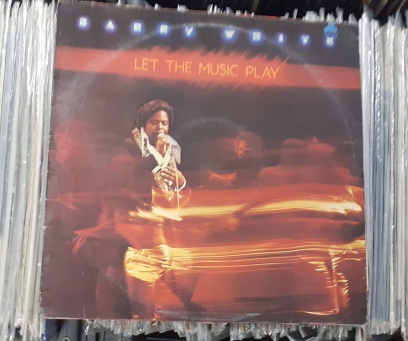 BARRY WHITE
LET THE MUSIC PLAY